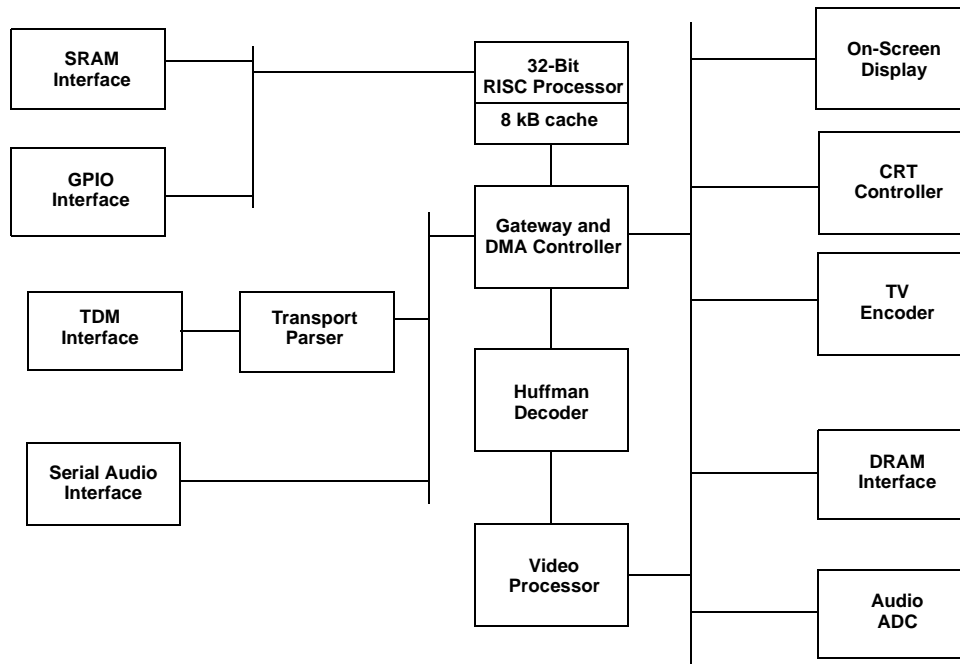 SRAM
Interface
GPIO
Interface
TDM
Interface
Transport
Parser
Serial Audio
Interface
32-Bit
RISC Processor
8 kB cache
Gateway and
DMA Controller
Huffman
Decoder
Video
Processor
On-Screen
Display
CRT
Controller
TV
Encoder
DRAM
Interface
Audio
ADC